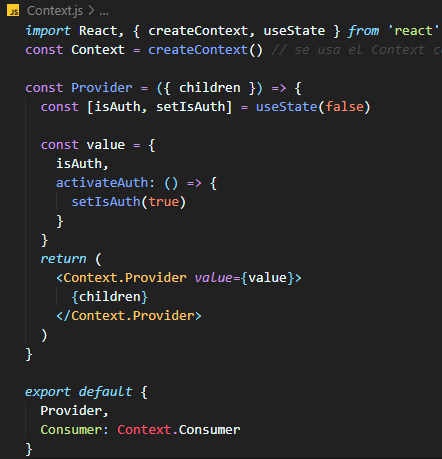 JS Context.js > ...
import React, { createContext, useState } from 'react'
const Context = createContext() // se usa el Context
const Provider = ({ children }) => {
const [isAuth, setIsAuth] = useState(false)
const value = {
isAuth,
activateAuth: () => {
setIsAuth(true)
}
}
return (
<Context.Provider value={value}>
{children}
</Context.Provider>
)
}
export default {
Provider,
Consumer: Context.Consumer
}